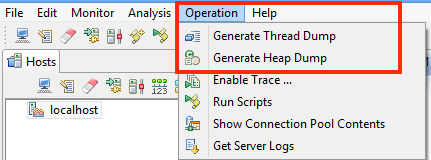 File Edit Monitor Analysis Operation Help
Generate Thread Dump
Generate Heap Dump
Hosts
Enable Trace ...
localhost
Run Scripts
Show Connection Pool Contents
Get Server Logs